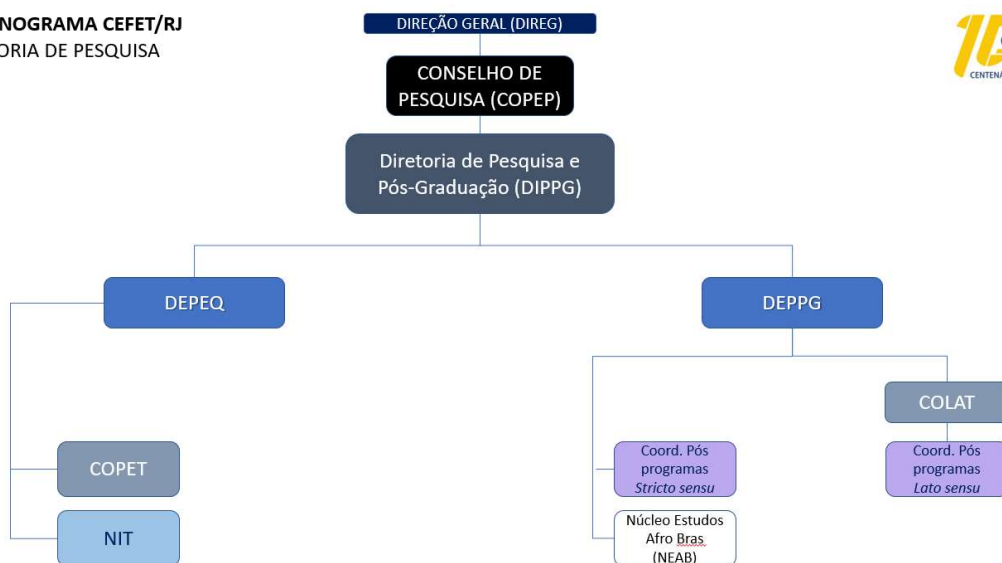 NOGRAMA CEFET/RJ
ORIA DE PESQUISA
DIREÇÃO GERAL (DIREG)
CONSELHO DE
PESQUISA (COPEP)
Diretoria de Pesquisa e
Pós-Graduação (DIPPG)
DEPEQ
DEPPG
COLAT
COPET
NIT
Coord. Pós
programas
Stricto sensu
Núcleo Estudos
Afro Bras
(NEAB)
Coord. Pós
programas
Lato sensu